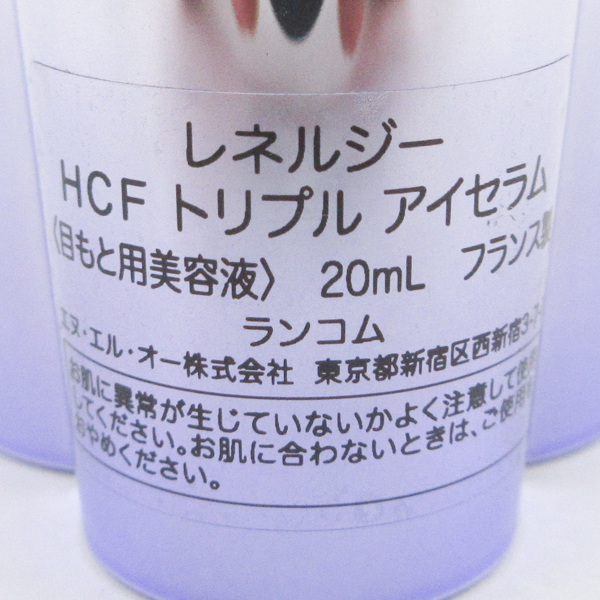 レネルジー
HCF トリプル アイセラム
〈目もと用美容液〉 20mL フランス製
ランコム
エヌ・エル・オー株式会社 東京都新宿区西新宿3-7-
お肌に異常が生じていないかよく注意して使
してください。お肌に合わないときは、ご使用
おやめください。